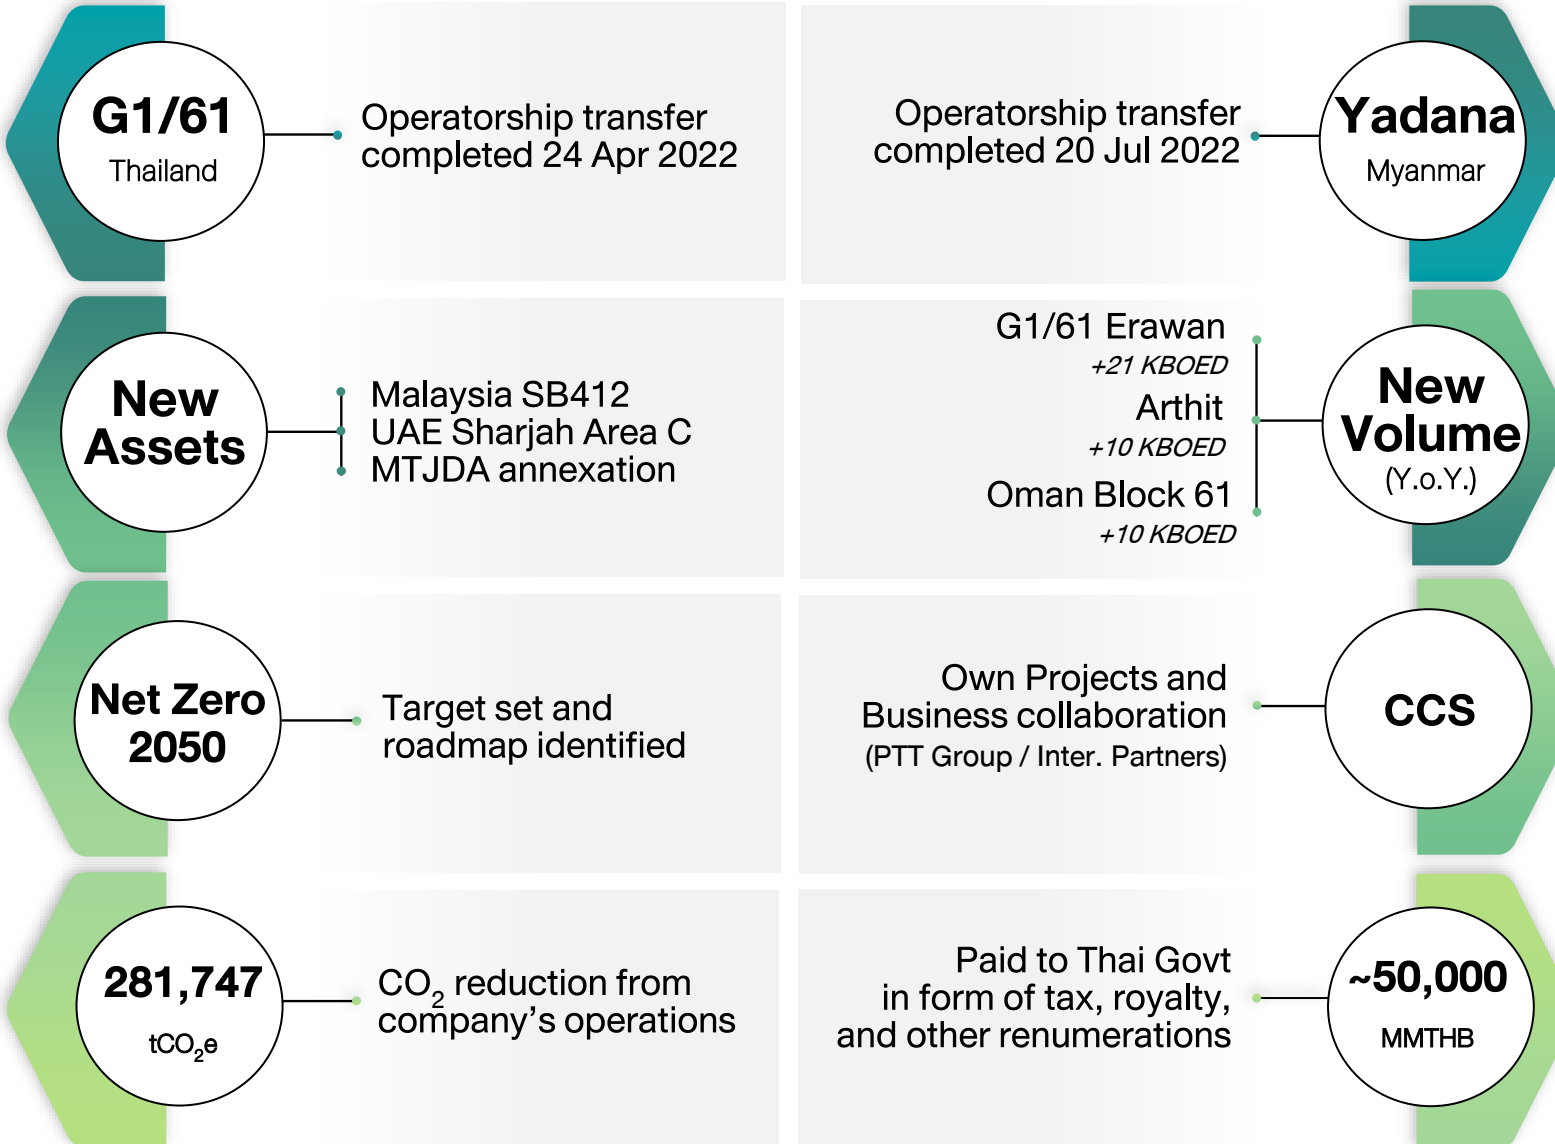 G1/61
Thailand
Operatorship transfer
completed 24 Apr 2022
Operatorship transfer
completed 20 Jul 2022
Yadana
Myanmar
New
Assets
Malaysia SB412
UAE Sharjah Area C
MTJDA annexation
G1/61 Erawan
+21 KBOED
Arthit
+10 KBOED
Oman Block 61
+10 KBOED
New
Volume
(Y.o.Y.)
Net Zero
2050
Target set and
roadmap identified
Own Projects and
Business collaboration
(PTT Group / Inter. Partners)
CCS
281,747
tCO₂e
CO₂ reduction from
company’s operations
Paid to Thai Govt
in form of tax, royalty,
and other renumerations
~50,000
MMTHB